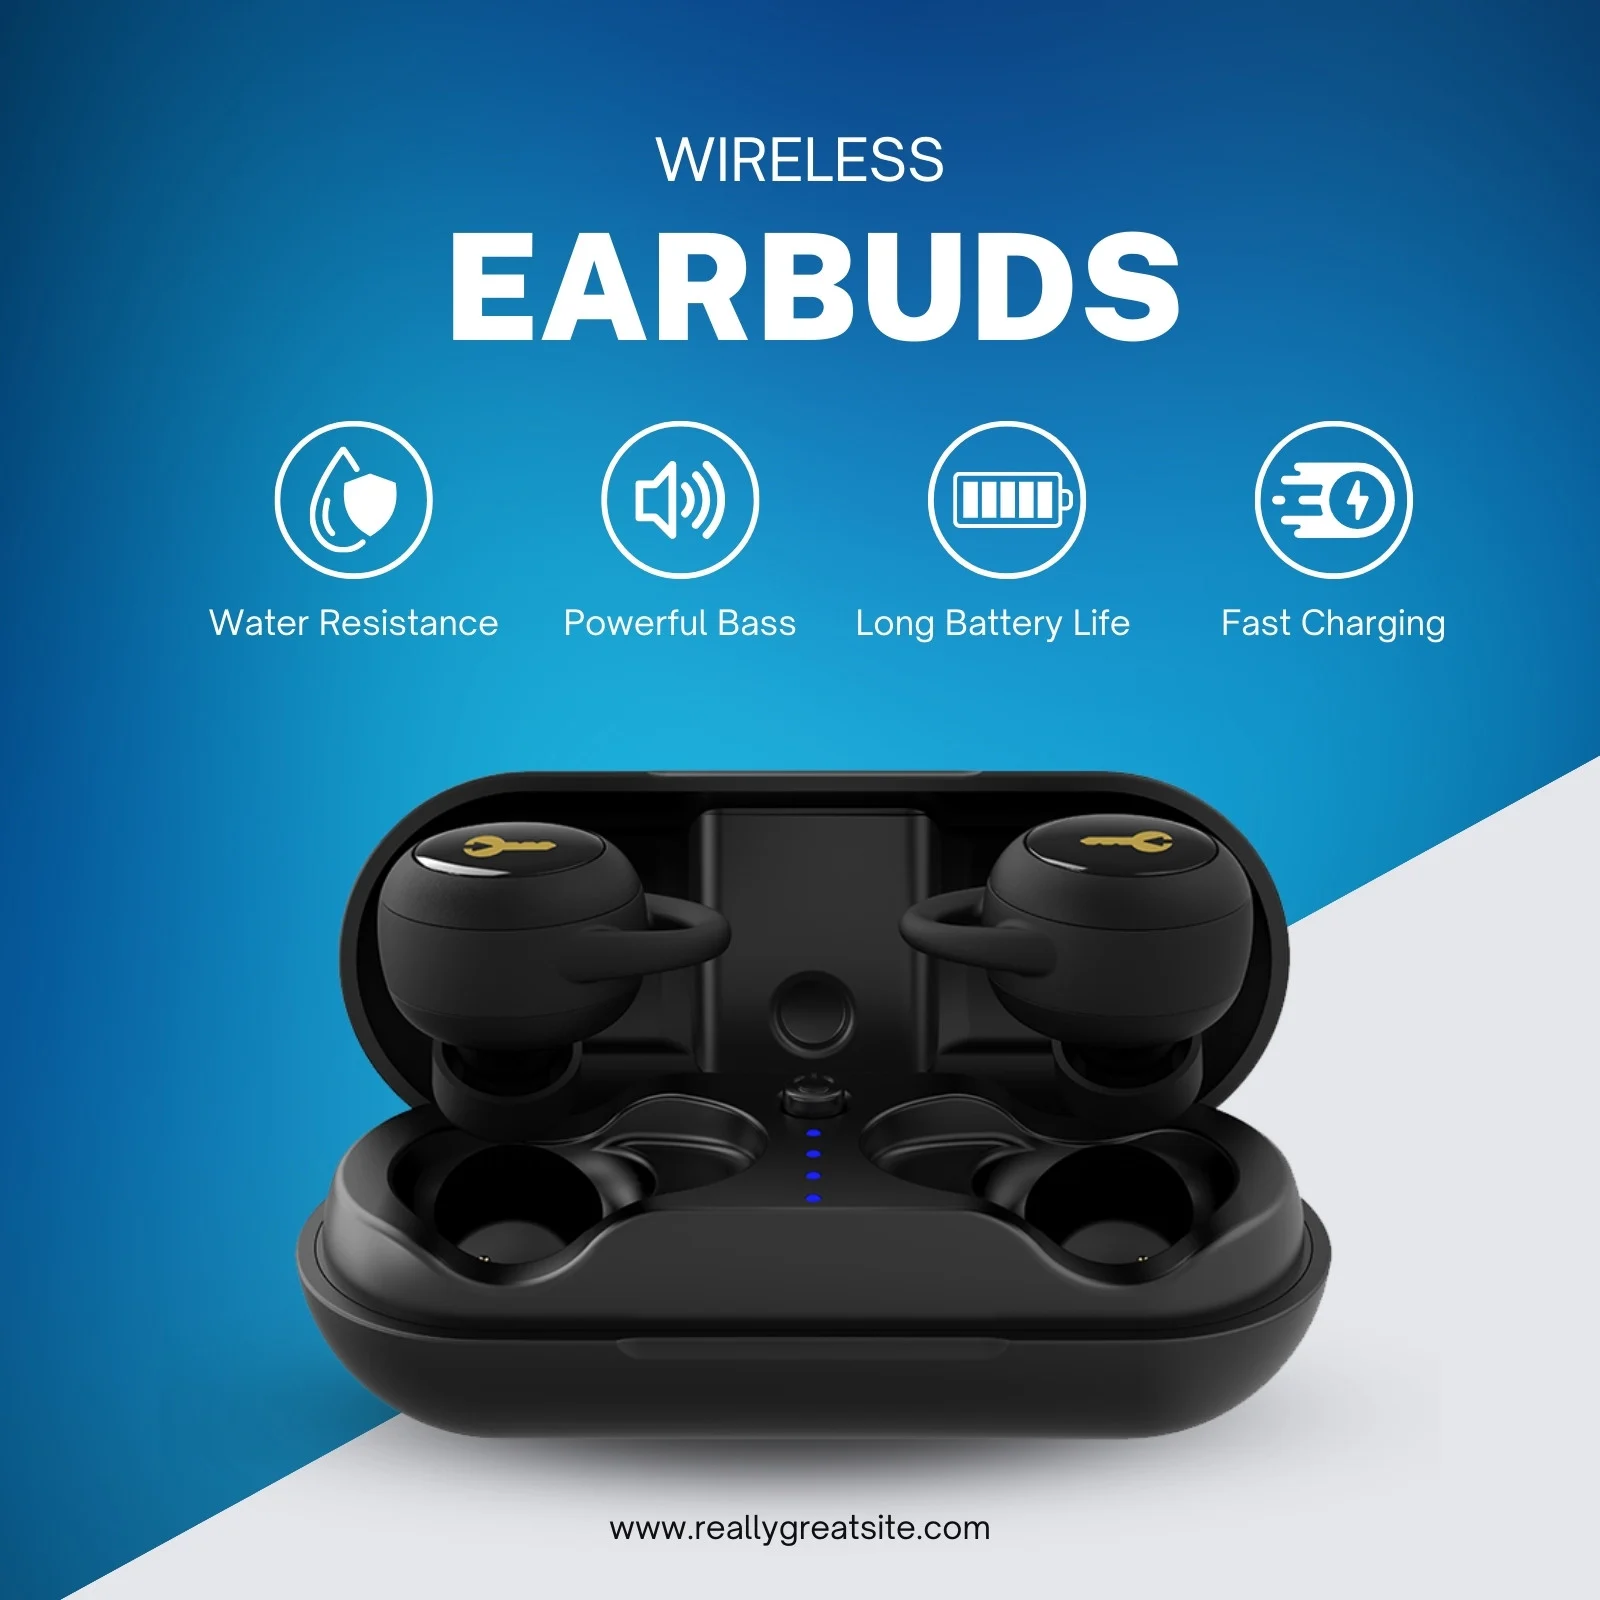 WIRELESS
EARBUDS
Water Resistance
Powerful Bass
Long Battery Life
Fast Charging
www.reallygreatsite.com